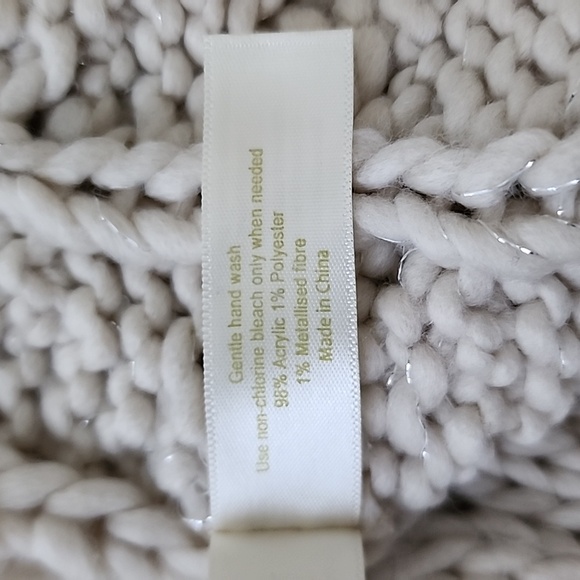 Gentle hand wash
Use non-chlorine bleach only when needed
98% Acrylic 1% Polyester
1% Metallised fibre
Made in China